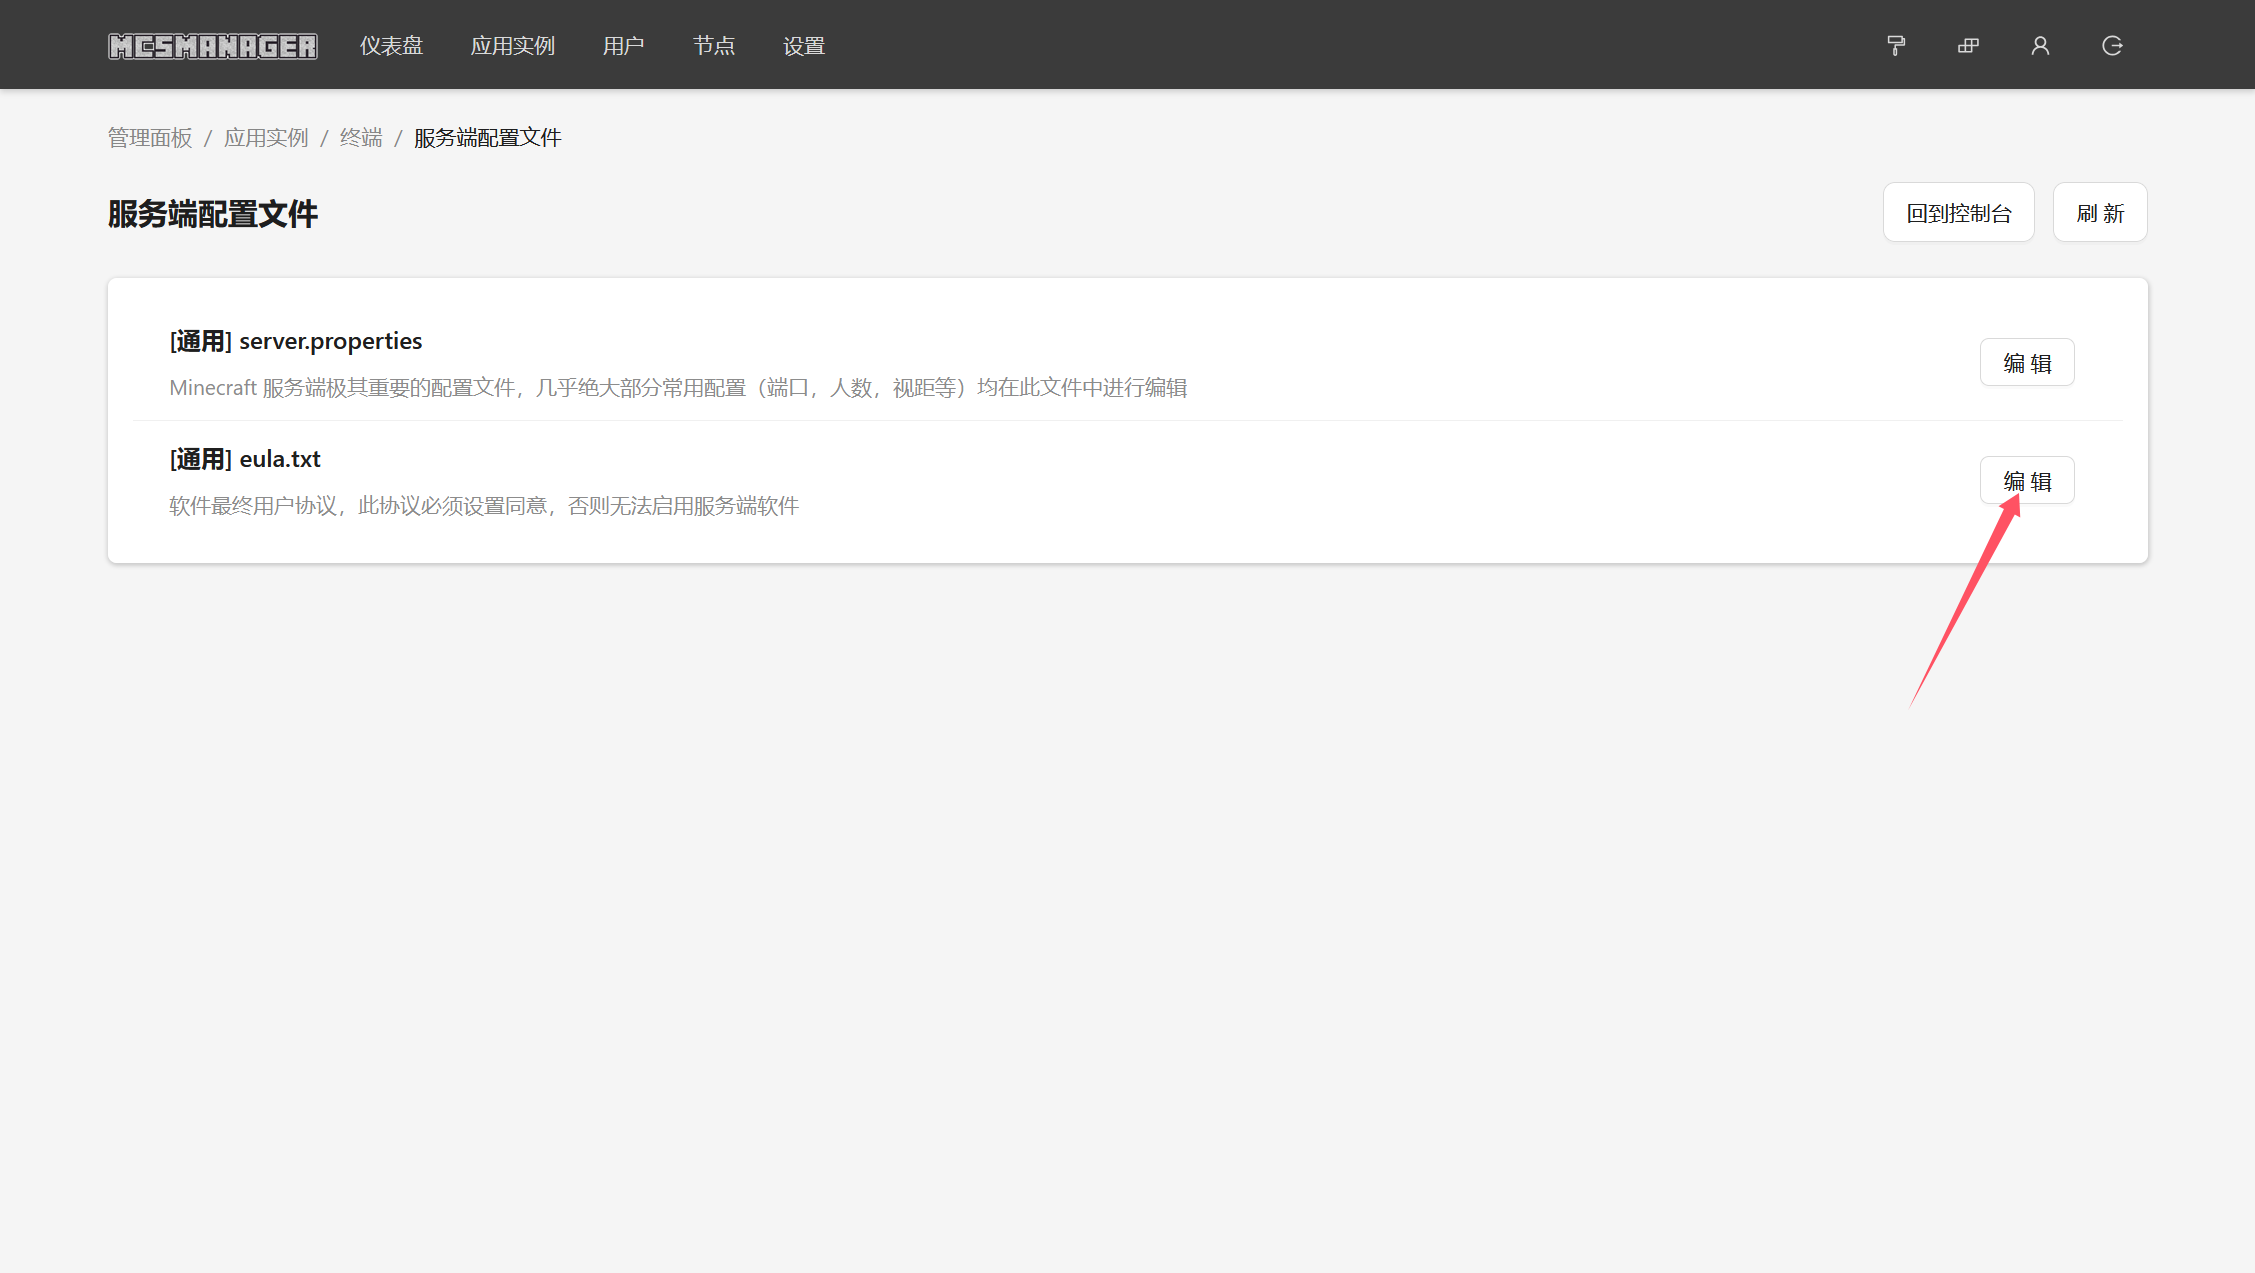 MCSMANAGER 仪表盘 应用实例 用户 节点 设置
管理面板 / 应用实例 / 终端 / 服务端配置文件
服务端配置文件 回到控制台 刷 新
[通用] server.properties
Minecraft 服务端极其重要的配置文件，几乎绝大部分常用配置（端口，人数，视距等）均在此文件中进行编辑
编 辑
[通用] eula.txt
软件最终用户协议，此协议必须设置同意，否则无法启用服务端软件
编 辑